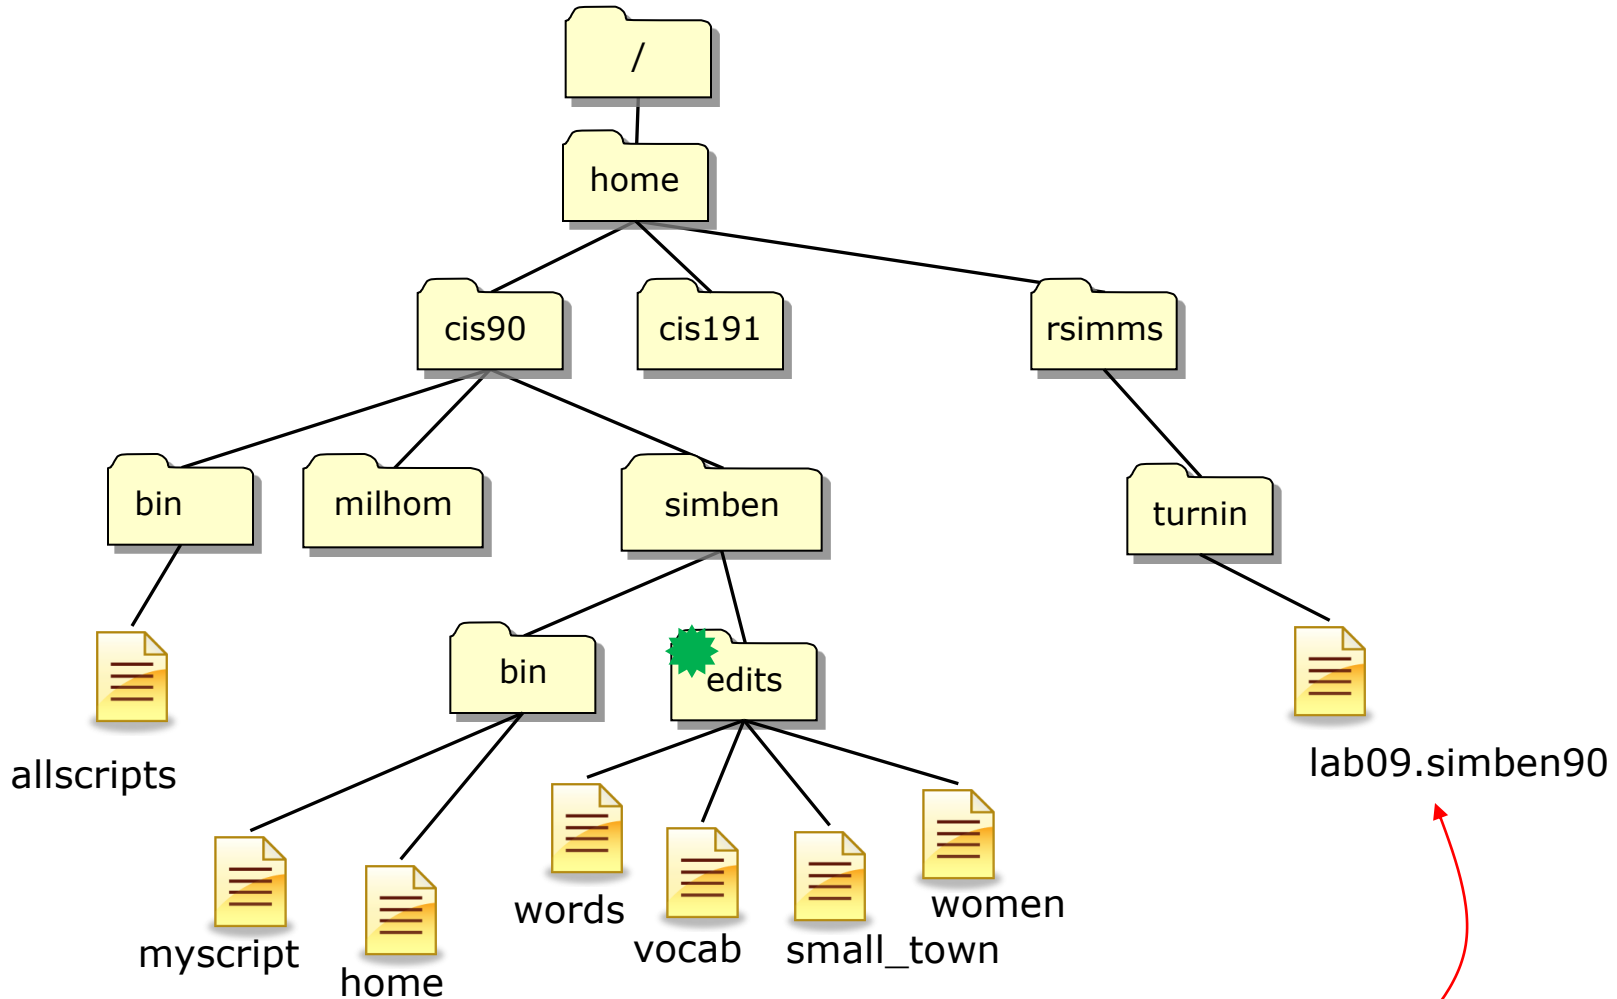 /
home
cis90
cis191
rsimms
bin
milhom
simben
turnin
bin
edits
allscripts
lab09.simben90
words
women
myscript
vocab
small_town
home